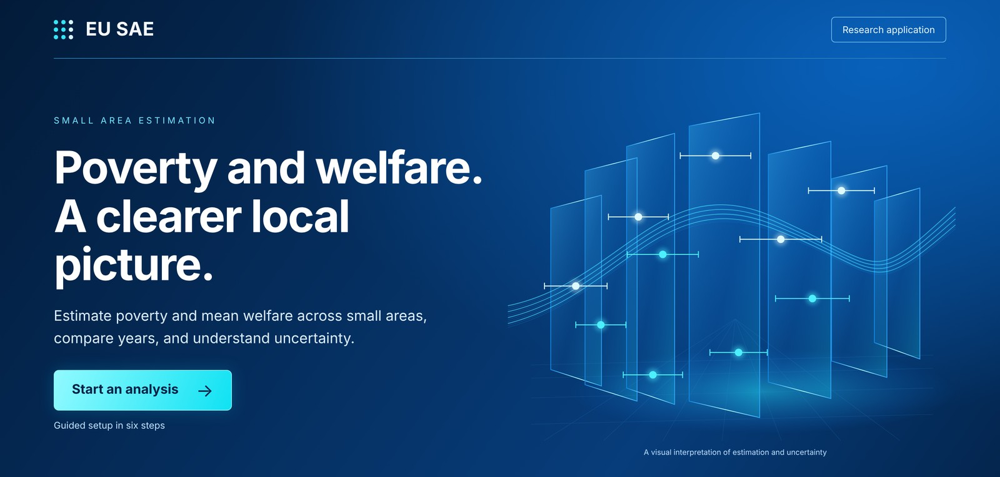 EU SAE
Research application
SMALL AREA ESTIMATION
Poverty and welfare.
A clearer local
picture.
Estimate poverty and mean welfare across small areas,
compare years, and understand uncertainty.
Start an analysis
Guided setup in six steps
A visual interpretation of estimation and uncertainty